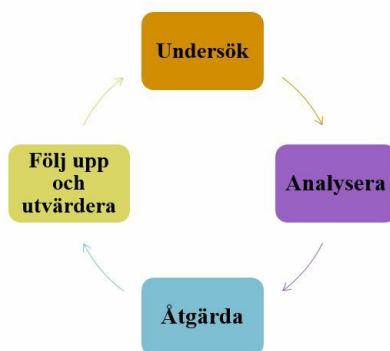 Undersök
Analysera
Åtgärda
Följ upp
och
utvärdera